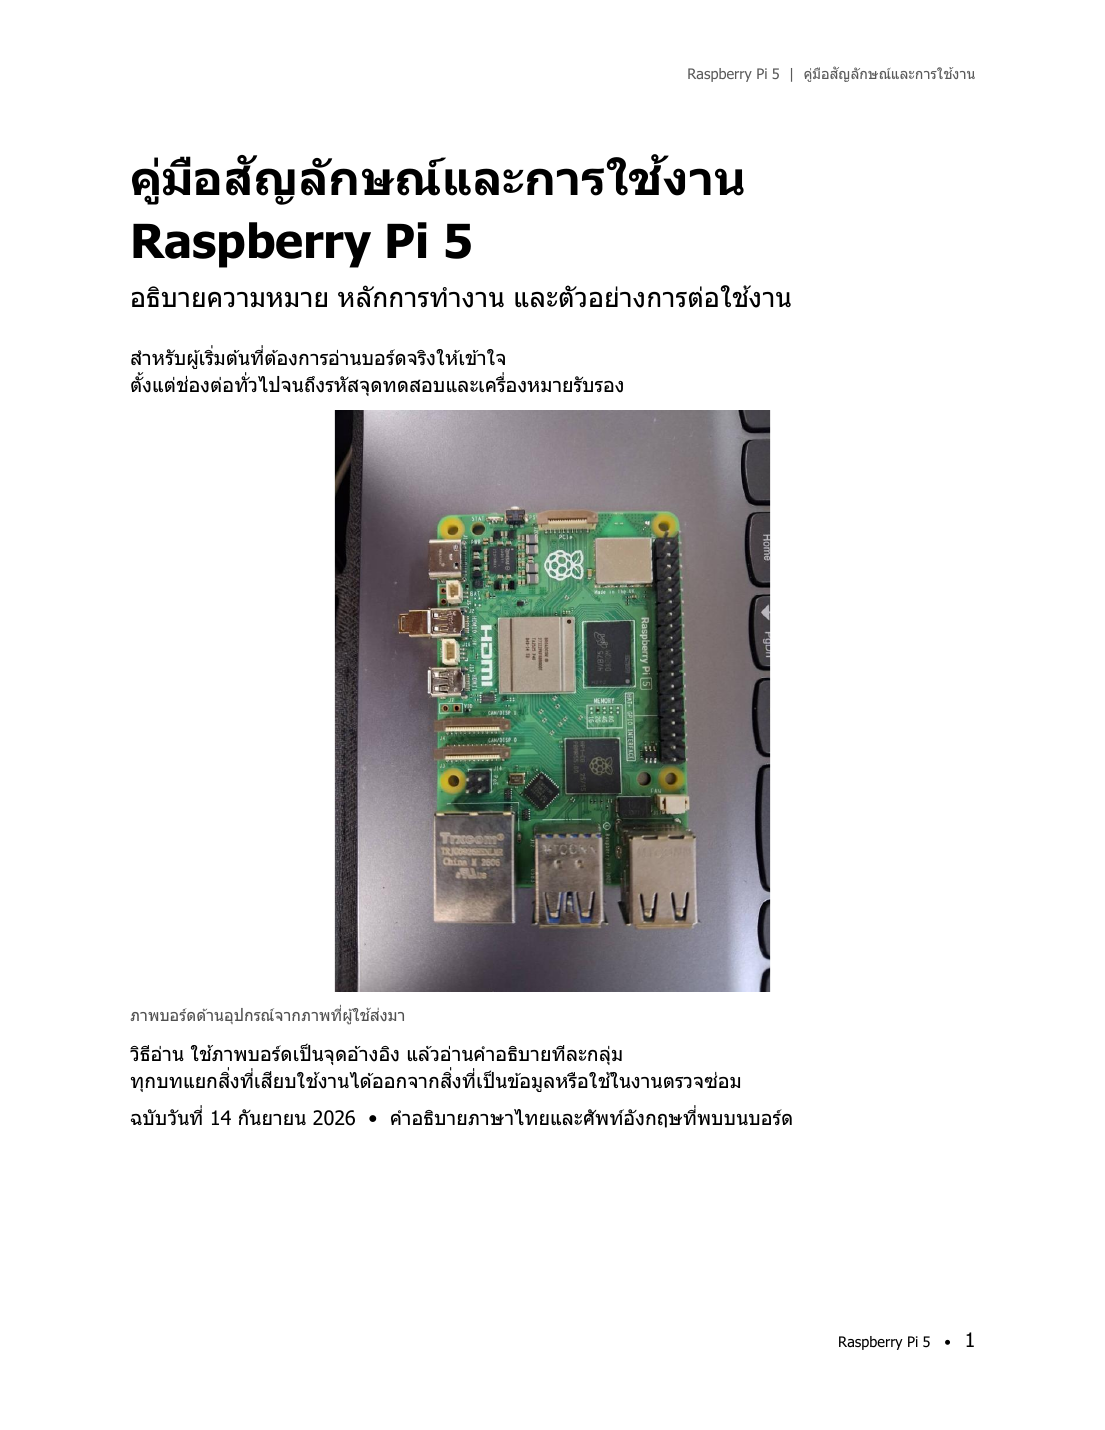 Raspberry Pi 5 | คู่มือสัญลักษณ์และการใช้งาน
คู่มือสัญลักษณ์และการใช้งาน
Raspberry Pi 5
อธิบายความหมาย หลักการทำงาน และตัวอย่างการต่อใช้งาน
สำหรับผู้เริ่มต้นที่ต้องการอ่านบอร์ดจริงให้เข้าใจ
ตั้งแต่ช่องต่อทั่วไปจนถึงรหัสจุดทดสอบและเครื่องหมายรับรอง
STAT
PCIe
Home
Made in the UK
HDMI
Raspberry Pi 5
PgUn
MEMORY
CAM/DISP 1
CAM/DISP 0
FAN
TRXCOM
ภาพบอร์ดด้านอุปกรณ์จากภาพที่ผู้ใช้ส่งมา
วิธีอ่าน ใช้ภาพบอร์ดเป็นจุดอ้างอิง แล้วอ่านคำอธิบายทีละกลุ่ม
ทุกบทแยกสิ่งที่เสียบใช้งานได้ออกจากสิ่งที่เป็นข้อมูลหรือใช้ในงานตรวจซ่อม
ฉบับวันที่ 14 กันยายน 2026 • คำอธิบายภาษาไทยและศัพท์อังกฤษที่พบบนบอร์ด
Raspberry Pi 5 • 1